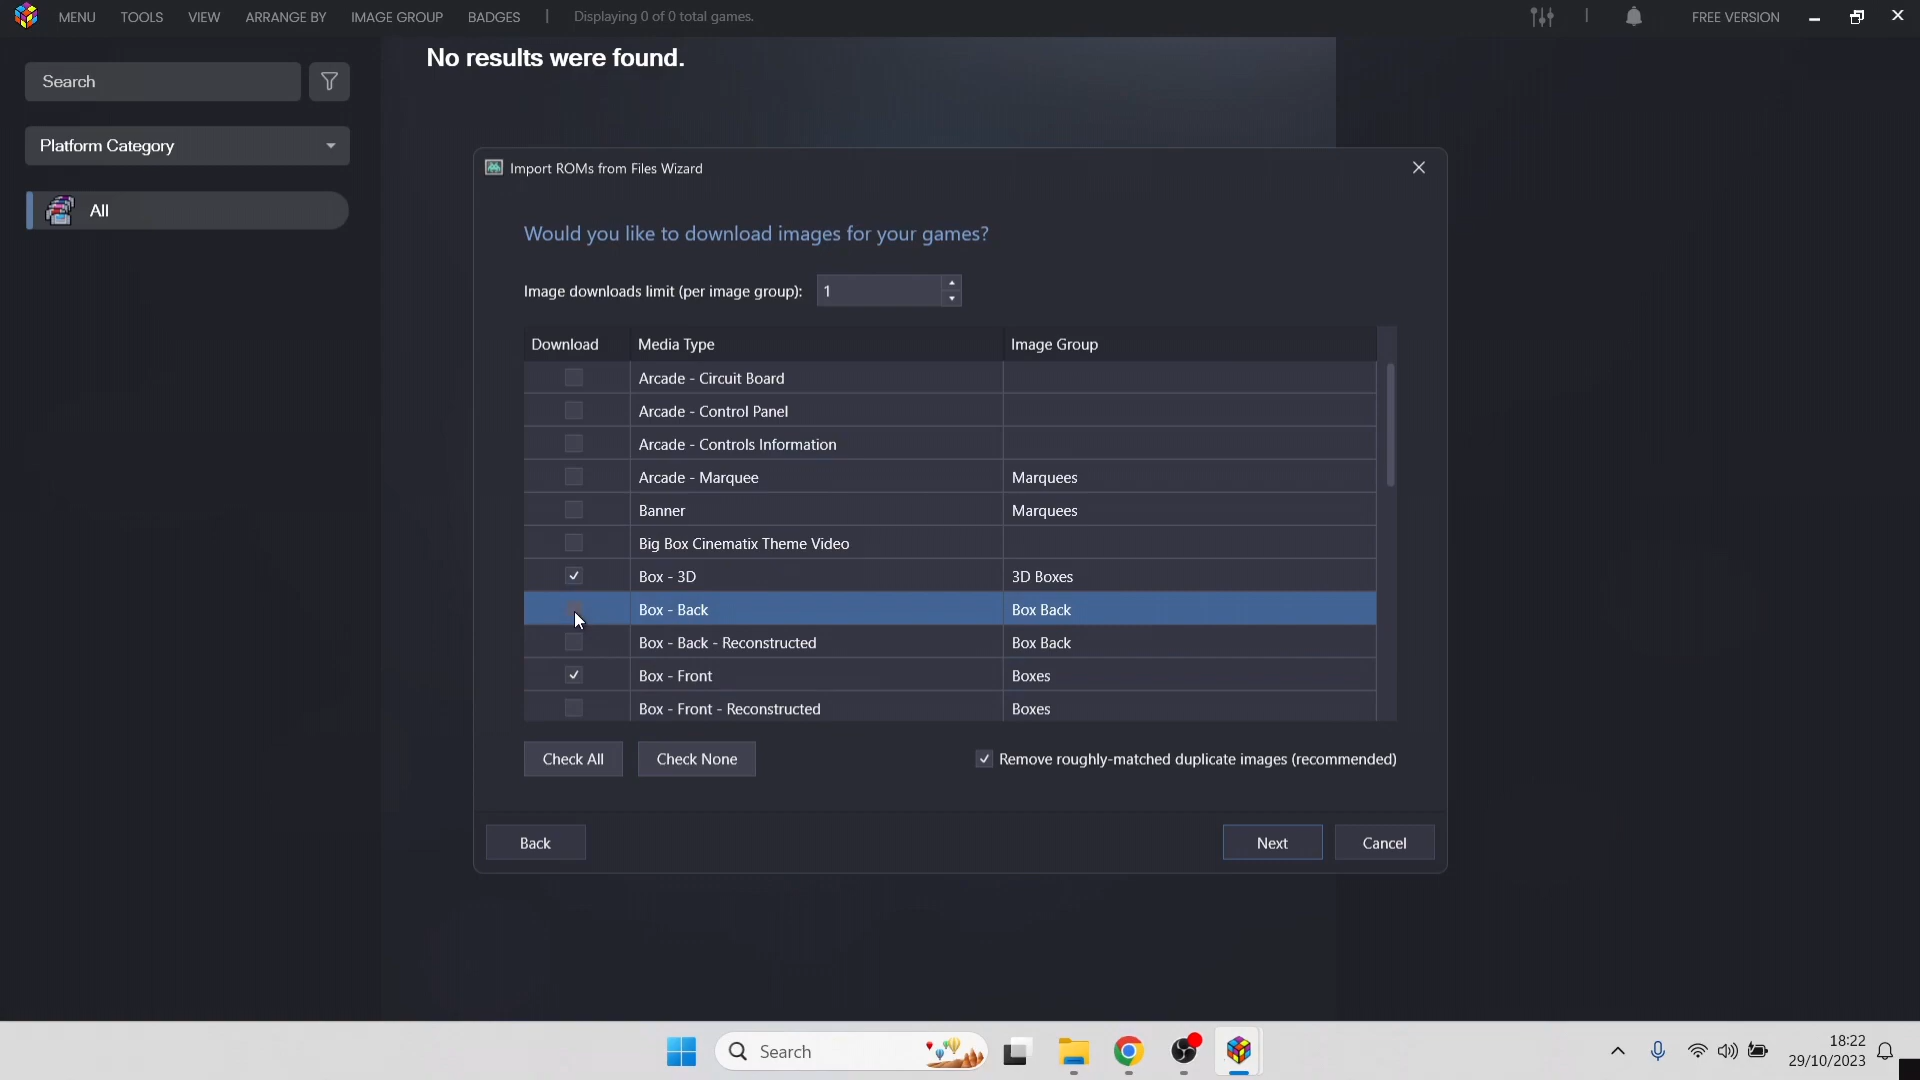 MENU TOOLS VIEW ARRANGE BY IMAGE GROUP BADGES Displaying 0 of 0 total games. FREE VERSION
No results were found.
Search
Platform Category
All
Import ROMs from Files Wizard
Would you like to download images for your games?
Image downloads limit (per image group): 1
Download Media Type Image Group
Arcade - Circuit Board
Arcade - Control Panel
Arcade - Controls Information
Arcade - Marquee Marquees
Banner Marquees
Big Box Cinematix Theme Video
Box - 3D 3D Boxes
Box - Back Box Back
Box - Back - Reconstructed Box Back
Box - Front Boxes
Box - Front - Reconstructed Boxes
Check All Check None Remove roughly-matched duplicate images (recommended)
Back Next Cancel
Search 18:22
29/10/2023